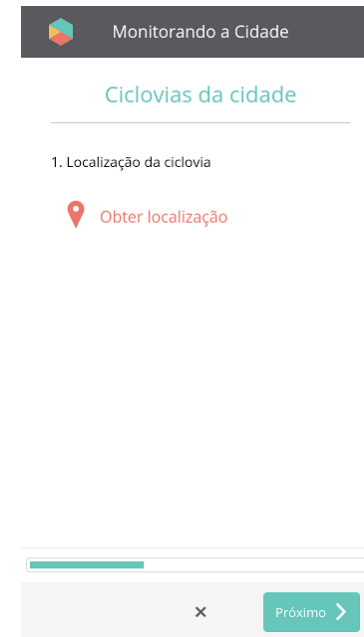 Monitorando a Cidade
Ciclovias da cidade
1. Localização da ciclovia
Obter localização
Próximo